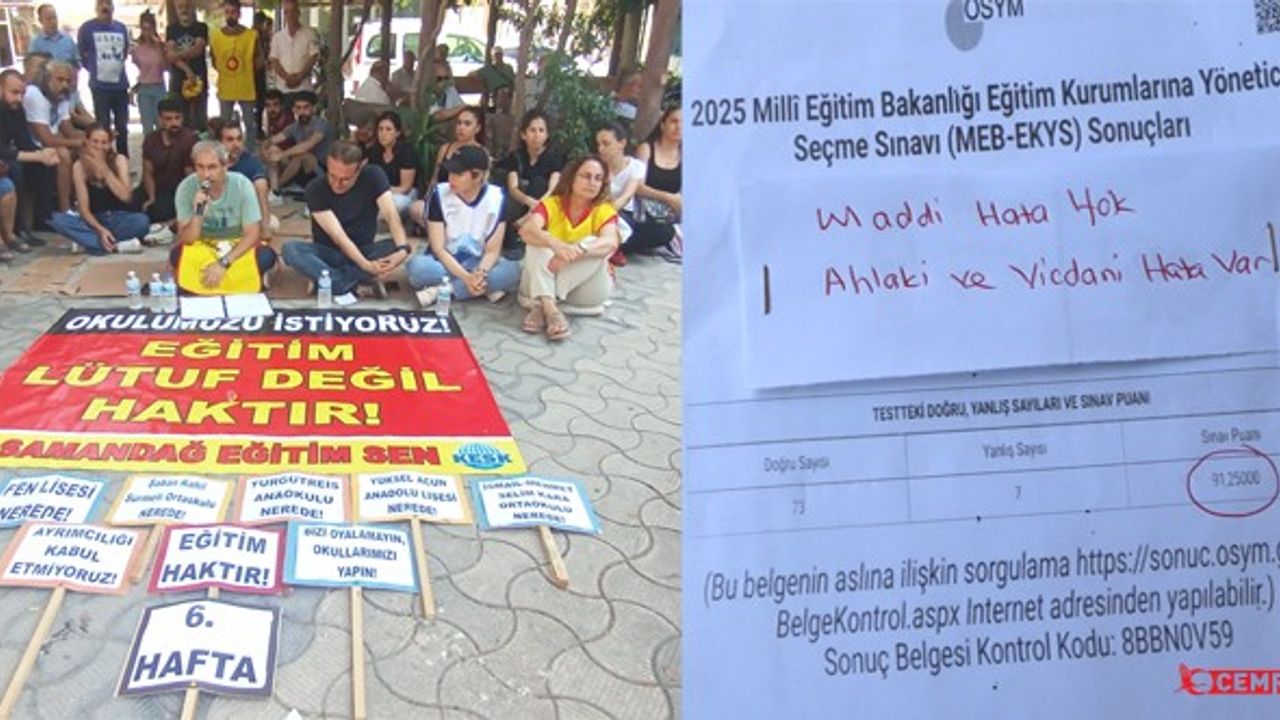 OKULUMUZU İSTİYORUZ!
EĞİTİM
LÜTUF DEĞİL
HAKTIR!
SAMANDAĞ EĞİTİM SEN
KESK
FEN LİSESİ
NEREDE!
Şaban Kahil
Sürmeli Ortaokulu
NEREDE!
TURGUTREİS
ANAOKULU
NEREDE!
YÜKSEL ACUN
ANADOLU LİSESİ
NEREDE!
İSMAİL-MEHMET
SELİM KARA
ORTAOKULU
NEREDE!
AYRIMCILIĞI
KABUL
ETMİYORUZ!
EĞİTİM
HAKTIR!
BİZİ OYALAMAYIN,
OKULLARIMIZI
YAPIN!
6.
HAFTA
ÖSYM
2025 Millî Eğitim Bakanlığı Eğitim Kurumlarına Yönetic
Seçme Sınavı (MEB-EKYS) Sonuçları
Maddi Hata Yok
Ahlaki ve Vicdani Hata Var!
TESTTEKİ DOĞRU, YANLIŞ SAYILARI VE SINAV PUANI
Doğru Sayısı Yanlış Sayısı Sınav Puanı
73 7 91,25000
(Bu belgenin aslına ilişkin sorgulama https://sonuc.osym.g
BelgeKontrol.aspx Internet adresinden yapılabilir.)
Sonuç Belgesi Kontrol Kodu: 8BBN0V59
CEM